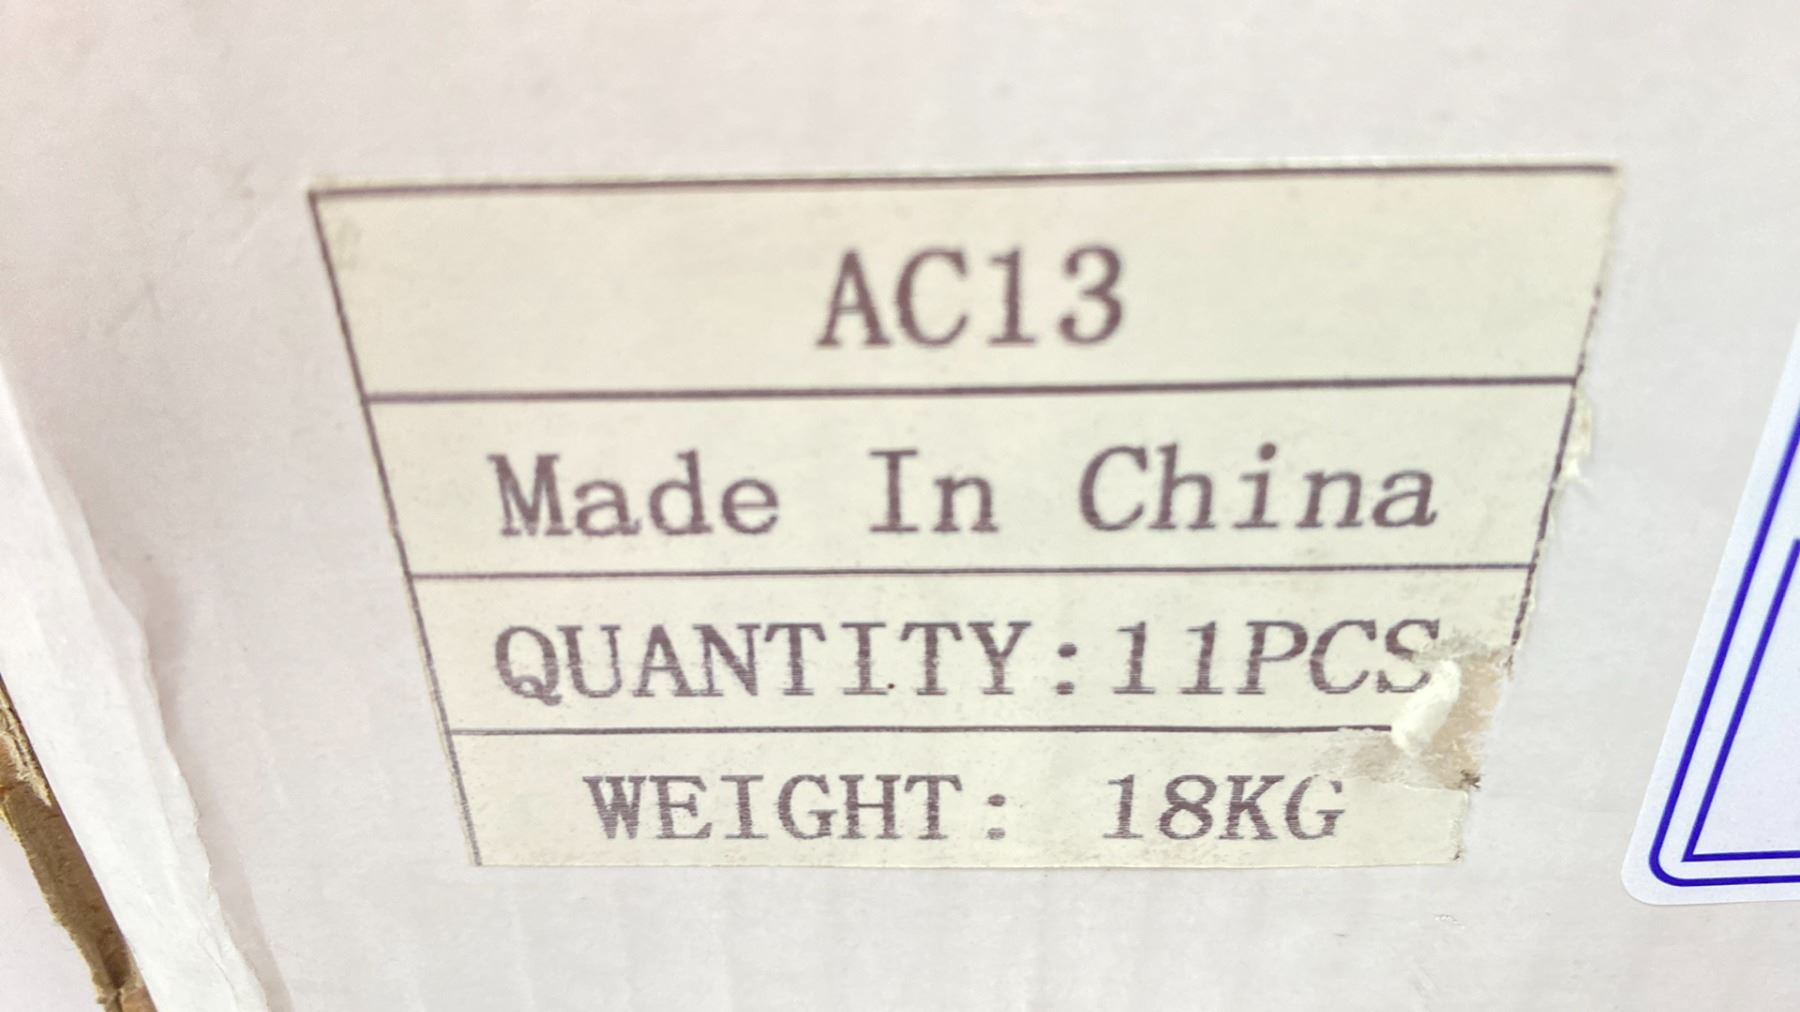 AC13
Made In China
QUANTITY:11PCS
WEIGHT: 18KG